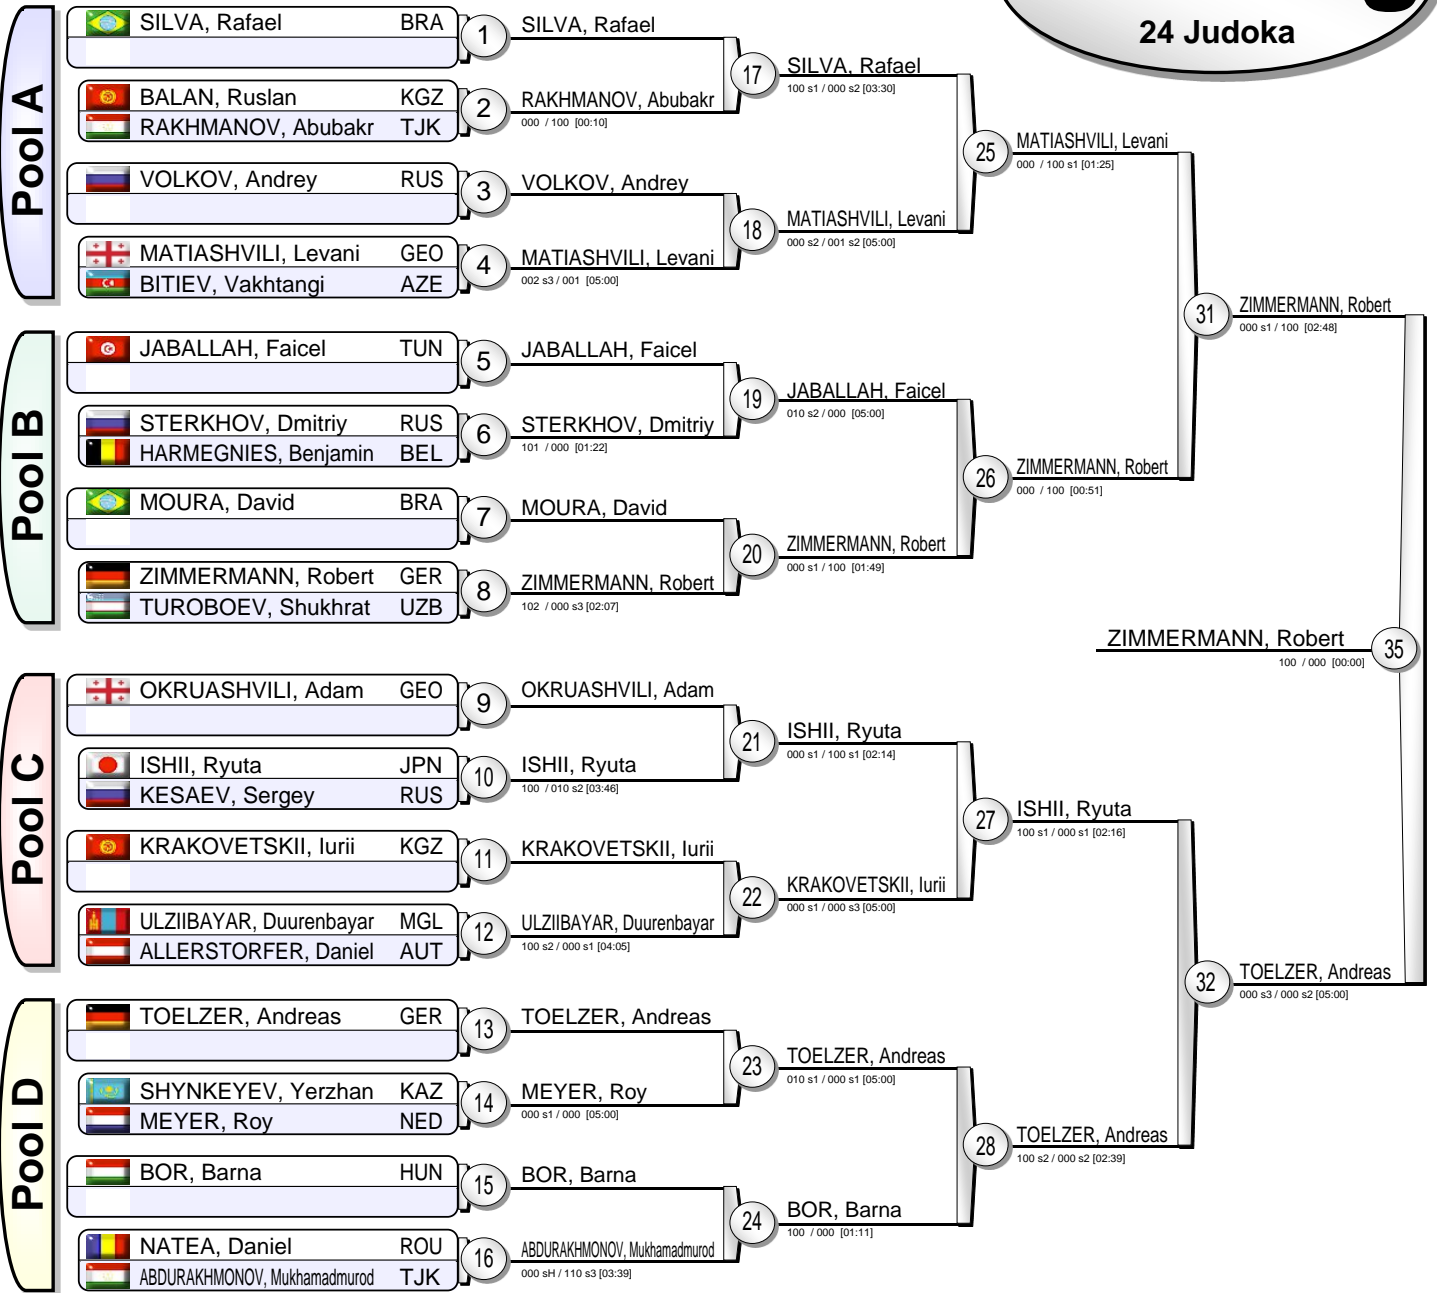 24 Judoka
Pool A
SILVA, Rafael BRA
BALAN, Ruslan KGZ
RAKHMANOV, Abubakr TJK
VOLKOV, Andrey RUS
MATIASHVILI, Levani GEO
BITIEV, Vakhtangi AZE
1
2
3
4
SILVA, Rafael
RAKHMANOV, Abubakr
000 / 100 [00:10]
VOLKOV, Andrey
MATIASHVILI, Levani
002 s3 / 001 [05:00]
17
SILVA, Rafael
100 s1 / 000 s2 [03:30]
18
MATIASHVILI, Levani
000 s2 / 001 s2 [05:00]
25
MATIASHVILI, Levani
000 / 100 s1 [01:25]
Pool B
JABALLAH, Faicel TUN
STERKHOV, Dmitriy RUS
HARMEGNIES, Benjamin BEL
MOURA, David BRA
ZIMMERMANN, Robert GER
TUROBOEV, Shukhrat UZB
5
6
7
8
JABALLAH, Faicel
STERKHOV, Dmitriy
101 / 000 [01:22]
MOURA, David
ZIMMERMANN, Robert
102 / 000 s3 [02:07]
19
JABALLAH, Faicel
010 s2 / 000 [05:00]
20
ZIMMERMANN, Robert
000 s1 / 100 [01:49]
26
ZIMMERMANN, Robert
000 / 100 [00:51]
31
ZIMMERMANN, Robert
000 s1 / 100 [02:48]
ZIMMERMANN, Robert
100 / 000 [00:00]
35
Pool C
OKRUASHVILI, Adam GEO
ISHII, Ryuta JPN
KESAEV, Sergey RUS
KRAKOVETSKII, Iurii KGZ
ULZIIBAYAR, Duurenbayar MGL
ALLERSTORFER, Daniel AUT
9
10
11
12
OKRUASHVILI, Adam
ISHII, Ryuta
100 / 010 s2 [03:46]
KRAKOVETSKII, Iurii
ULZIIBAYAR, Duurenbayar
100 s2 / 000 s1 [04:05]
21
ISHII, Ryuta
000 s1 / 100 s1 [02:14]
22
KRAKOVETSKII, Iurii
000 s1 / 000 s3 [05:00]
27
ISHII, Ryuta
100 s1 / 000 s1 [02:16]
Pool D
TOELZER, Andreas GER
SHYNKEYEV, Yerzhan KAZ
MEYER, Roy NED
BOR, Barna HUN
NATEA, Daniel ROU
ABDURAKHMONOV, Mukhamadmurod TJK
13
14
15
16
TOELZER, Andreas
MEYER, Roy
000 s1 / 000 [05:00]
BOR, Barna
ABDURAKHMONOV, Mukhamadmurod
000 sH / 110 s3 [03:39]
23
TOELZER, Andreas
010 s1 / 000 s1 [05:00]
24
BOR, Barna
100 / 000 [01:11]
28
TOELZER, Andreas
100 s2 / 000 s2 [02:39]
32
TOELZER, Andreas
000 s3 / 000 s2 [05:00]